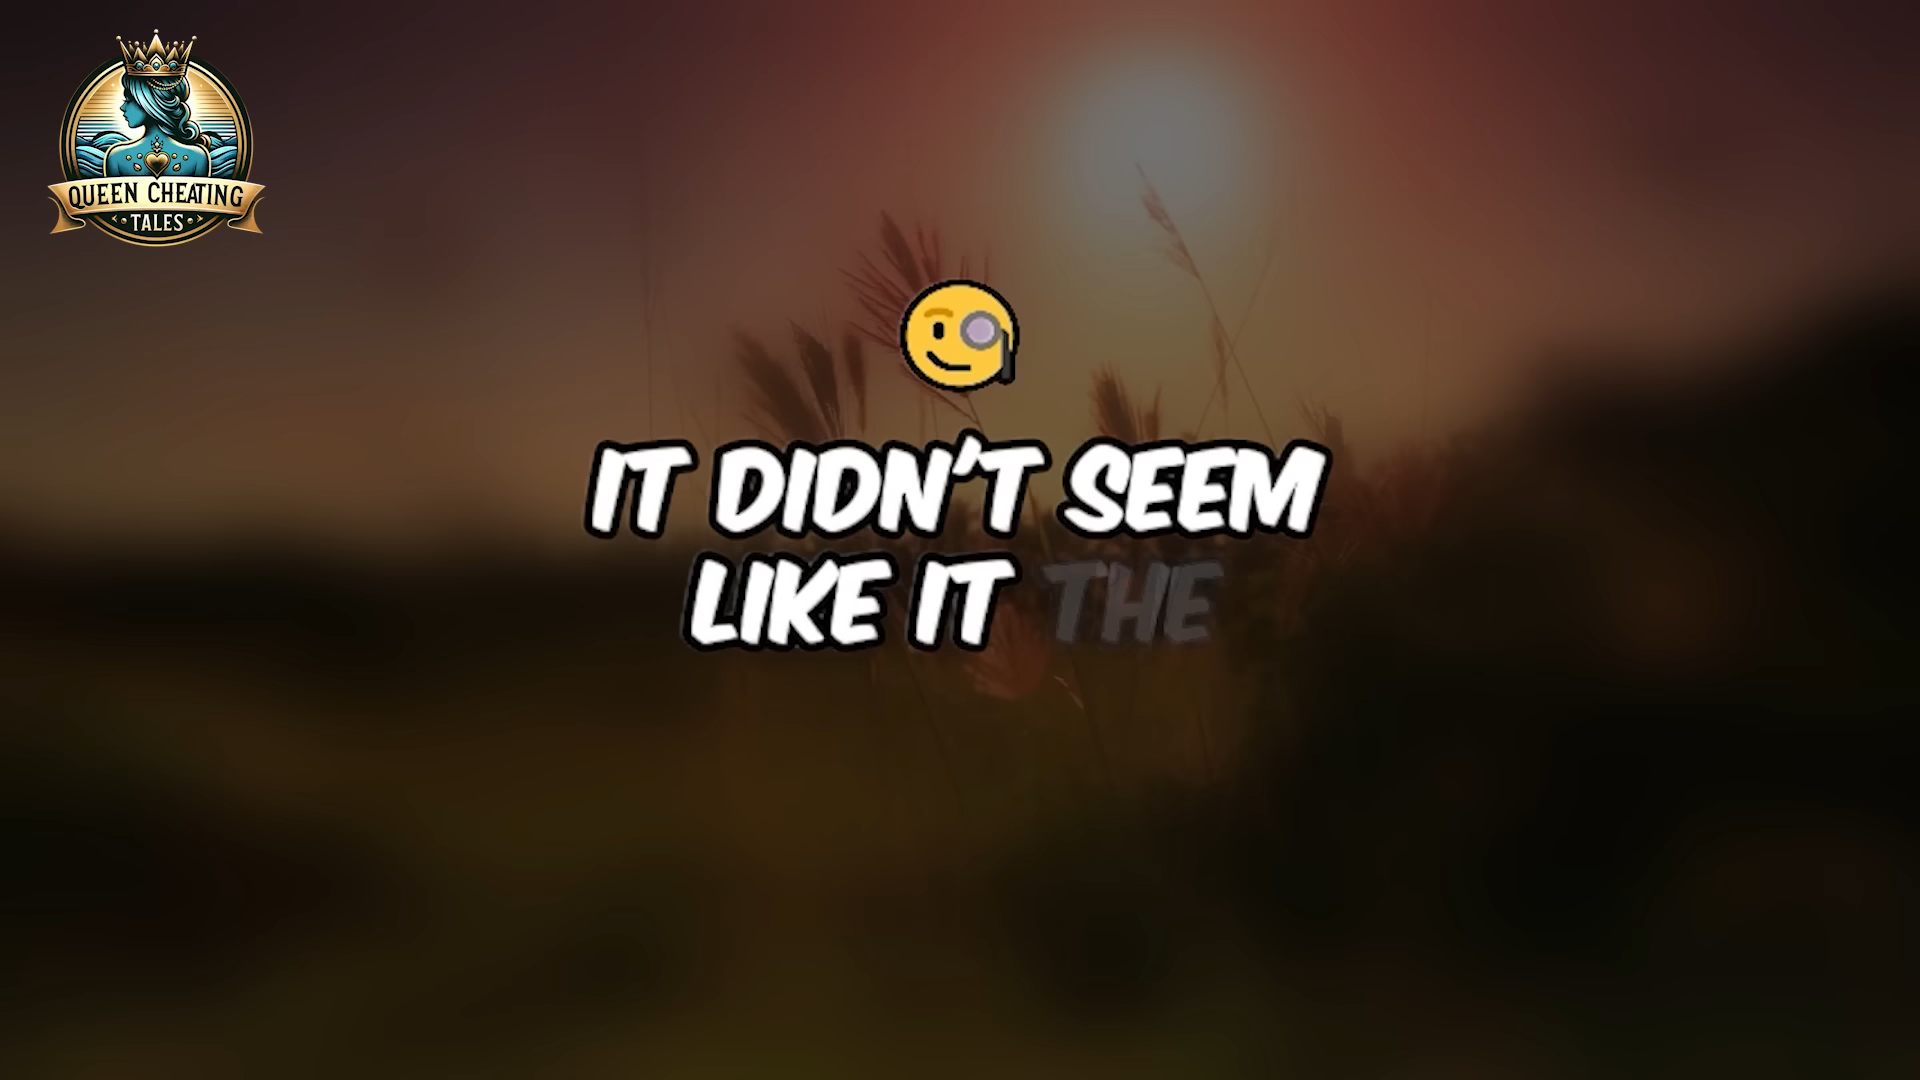 QUEEN CHEATING
TALES
IT DIDN'T SEEM
LIKE IT THE